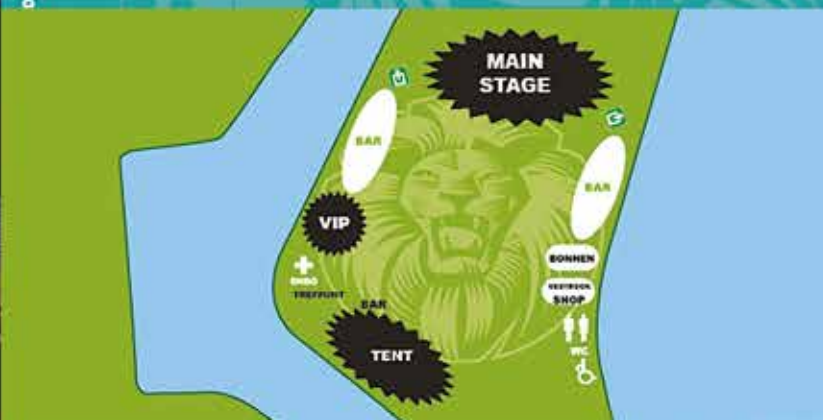 MAIN
STAGE
BAR
BAR
VIP
BONNEN
EHBO
TREFPUNT
SHOP
BAR
TENT
WC